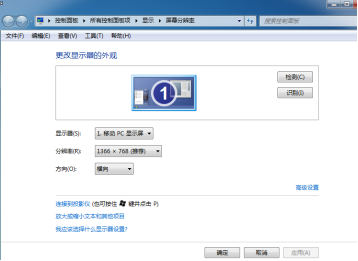 控制面板 ▸ 所有控制面板项 ▸ 显示 ▸ 屏幕分辨率
搜索控制面板
文件(F) 编辑(E) 查看(V) 工具(T) 帮助(H)
更改显示器的外观
1
检测(C)
识别(I)
显示器(S): 1. 移动 PC 显示屏
分辨率(R): 1366 × 768 (推荐)
方向(O): 横向
高级设置
连接到投影仪 (也可按住 键并点击 P)
放大或缩小文本和其他项目
我应该选择什么显示器设置?
确定 取消 应用(A)